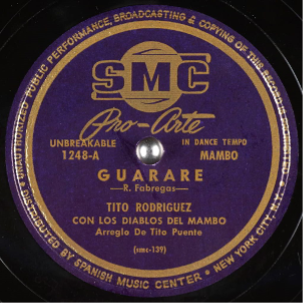 UNAUTHORIZED PUBLIC PERFORMANCE, BROADCASTING & COPYING OF THIS RECORD
SMC
Pro-Arte
UNBREAKABLE
1248-A
IN DANCE TEMPO
MAMBO
GUARARE
—R. Fabregas—
TITO RODRIGUEZ
CON LOS DIABLOS DEL MAMBO
Arreglo De Tito Puente
(SMC-139)
DISTRIBUTED BY SPANISH MUSIC CENTER • NEW YORK CITY, N.Y.